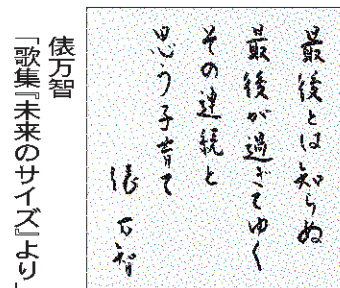 最後とは知らぬ
最後が過ぎてゆく
その連続と
思う子育て
俵万智
俵万智
「歌集『未来のサイズ』より」